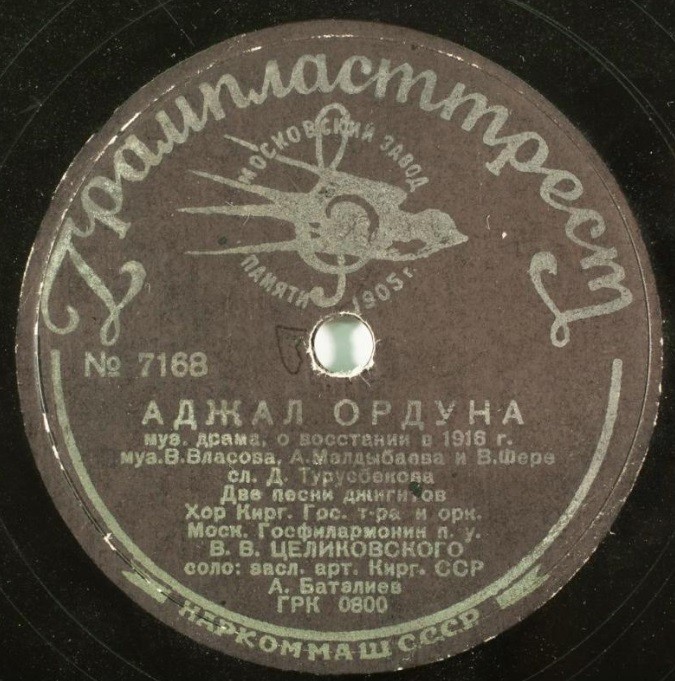 Грампласттрест
МОСКОВСКИЙ ЗАВОД
ПАМЯТИ 1905 г.
№ 7168
АДЖАЛ ОРДУНА
муз. драма, о восстании в 1916 г.
муз. В. Власова, А. Малдыбаева и В. Фере
сл. Д. Турусбекова
Две песни джигитов
Хор Кирг. Гос. т-ра и орк.
Моск. Госфилармонии п. у.
В. В. ЦЕЛИКОВСКОГО
соло: засл. арт. Кирг. ССР
А. Баталиев
ГРК 0800
НАРКОММАШ СССР